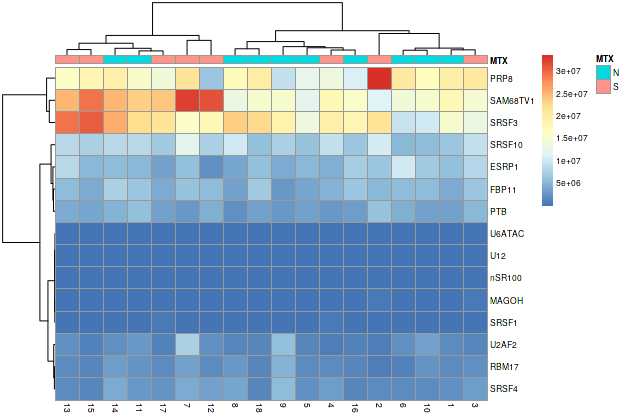 MTX
MTX
N
S
3e+07
2.5e+07
2e+07
1.5e+07
1e+07
5e+06
PRP8
SAM68TV1
SRSF3
SRSF10
ESRP1
FBP11
PTB
U6ATAC
U12
nSR100
MAGOH
SRSF1
U2AF2
RBM17
SRSF4
13 15 14 11 17 7 12 8 18 9 5 4 16 2 6 10 1 3